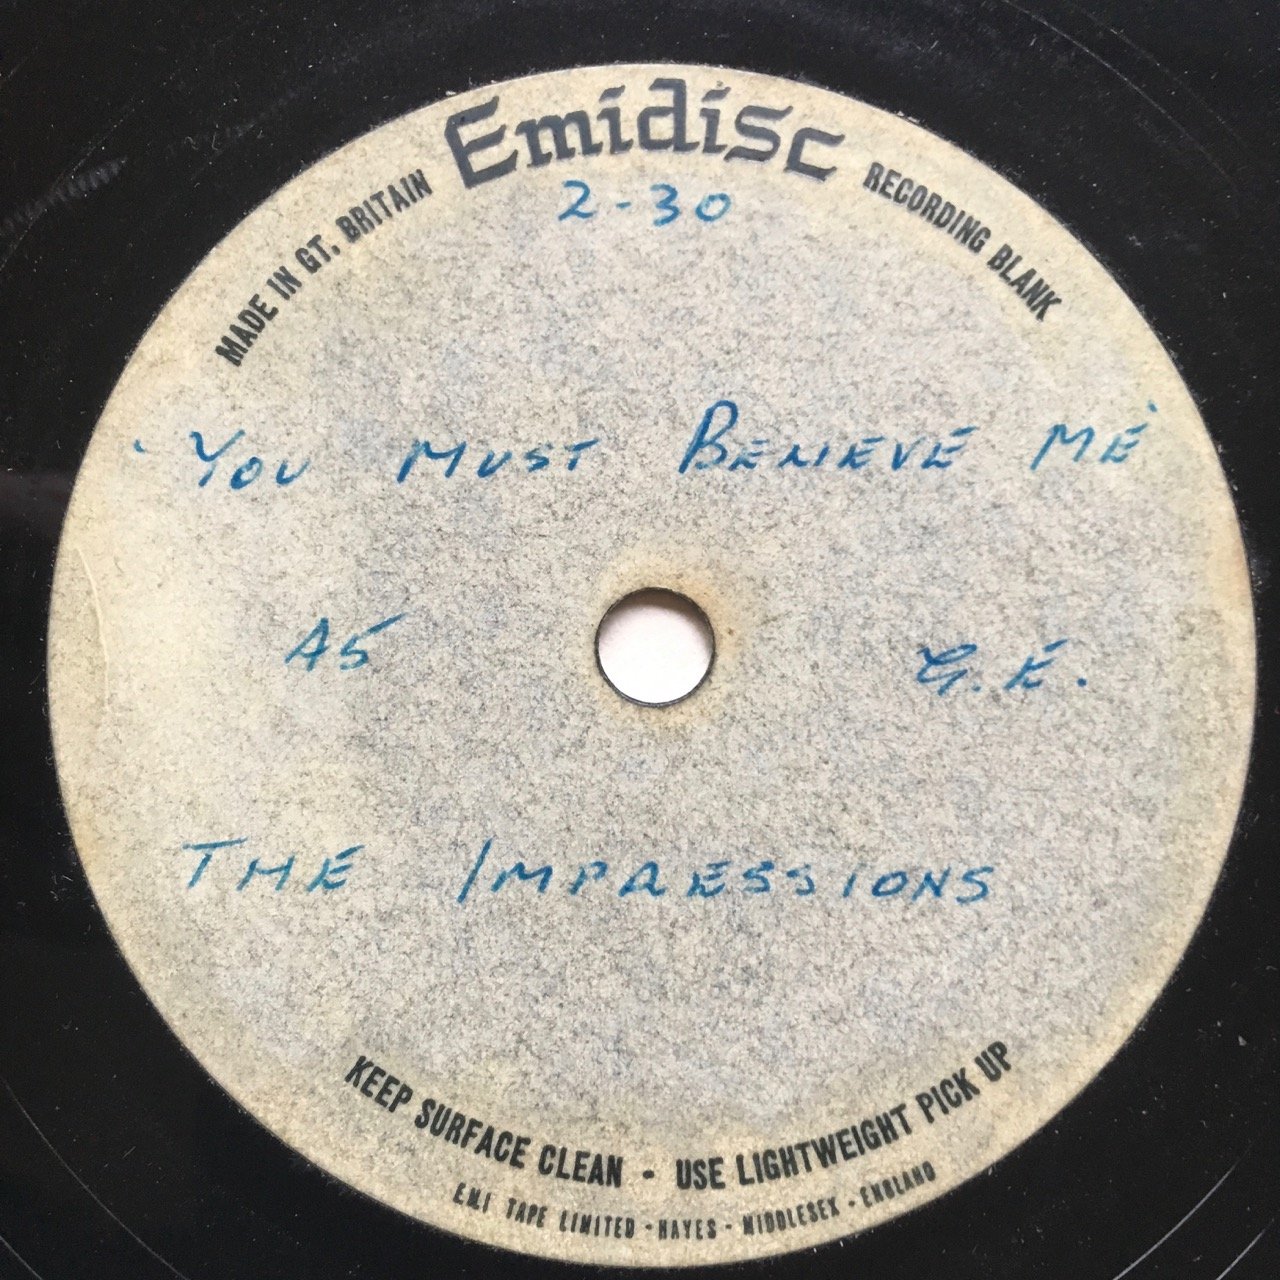 Emidisc
MADE IN GT. BRITAIN
RECORDING BLANK
2-30
'YOU MUST BELIEVE ME'
45 G.E.
THE IMPRESSIONS
KEEP SURFACE CLEAN - USE LIGHTWEIGHT PICK UP
E.M.I TAPE LIMITED - HAYES - MIDDLESEX - ENGLAND